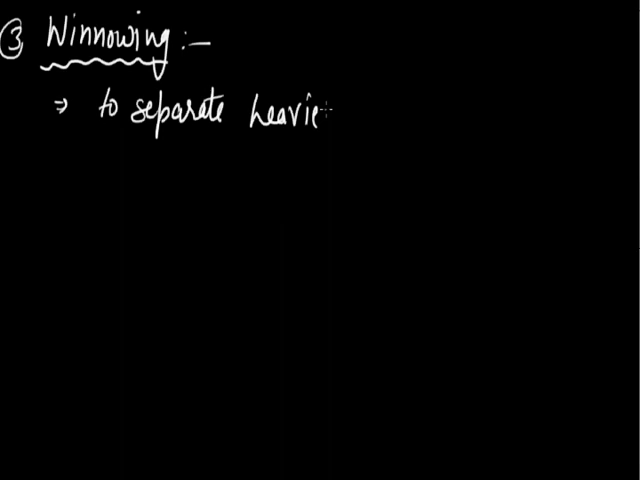 ③ Winnowing :-
⇒ to separate heavie